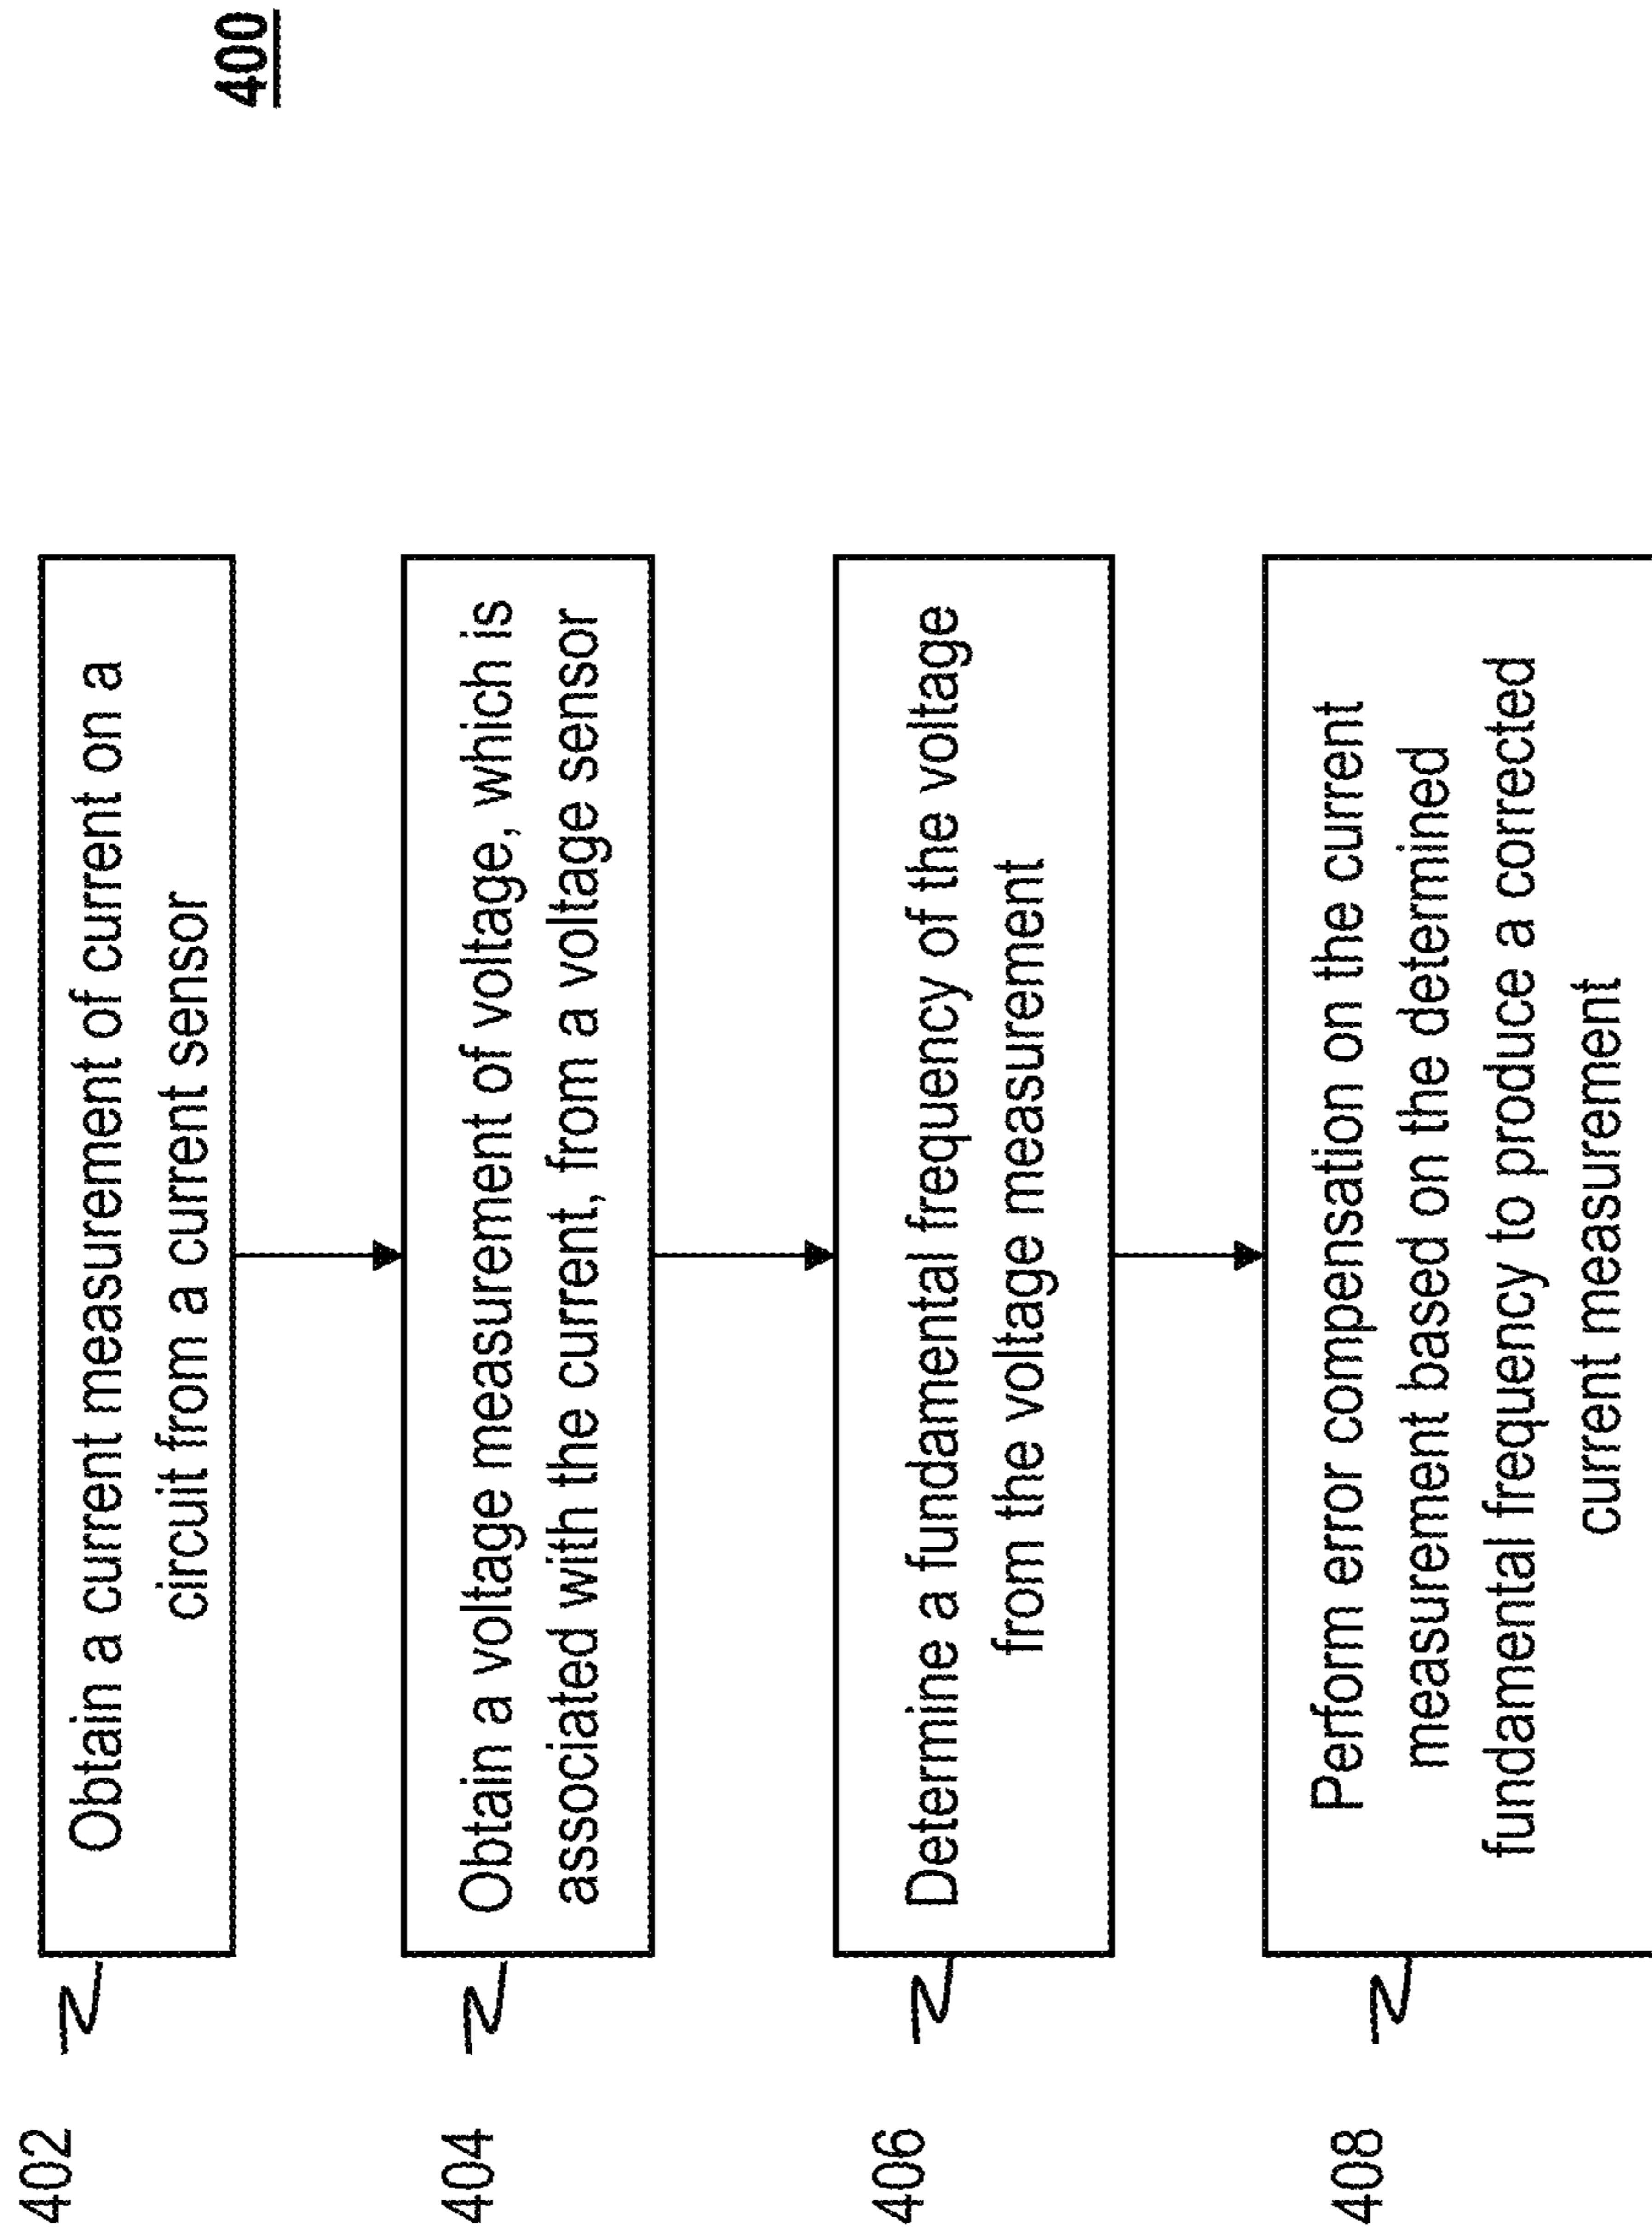 400
402
Obtain a current measurement of current on a
circuit from a current sensor
404
Obtain a voltage measurement of voltage, which is
associated with the current, from a voltage sensor
406
Determine a fundamental frequency of the voltage
from the voltage measurement
408
Perform error compensation on the current
measurement based on the determined
fundamental frequency to produce a corrected
current measurement